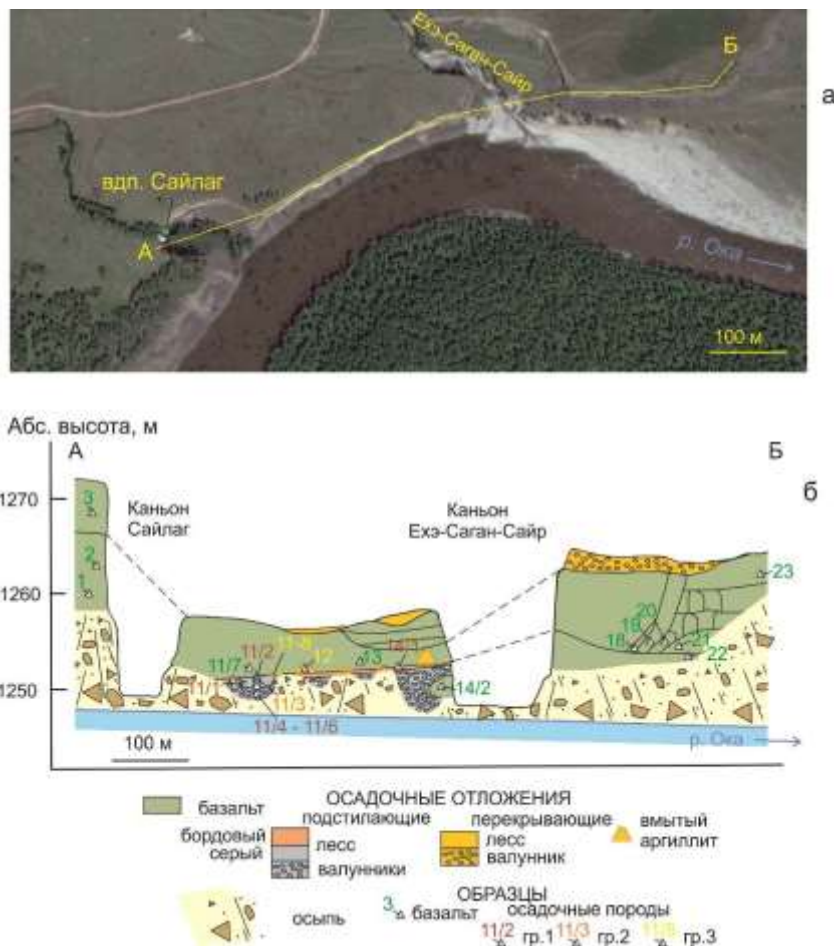 Ехэ-Саган-Сайр
Б
а
вдп. Сайлаг
А
р. Ока
100 м
Абс. высота, м
А
Б
б
1270
1260
1250
Каньон
Сайлаг
Каньон
Ехэ-Саган-Сайр
3
2
1
11/2
11/8
11/7
12
13
14/3
11/1
11/3
14/2
11/4 - 11/6
20
19
18
21
22
23
100 м
р. Ока
базальт
ОСАДОЧНЫЕ ОТЛОЖЕНИЯ
подстилающие
перекрывающие
вмытый
аргиллит
бордовый
серый
лесс
валунники
лесс
валунник
осыпь
ОБРАЗЦЫ
3 базальт
осадочные породы
11/2 гр.1 11/3 гр.2 11/8 гр.3